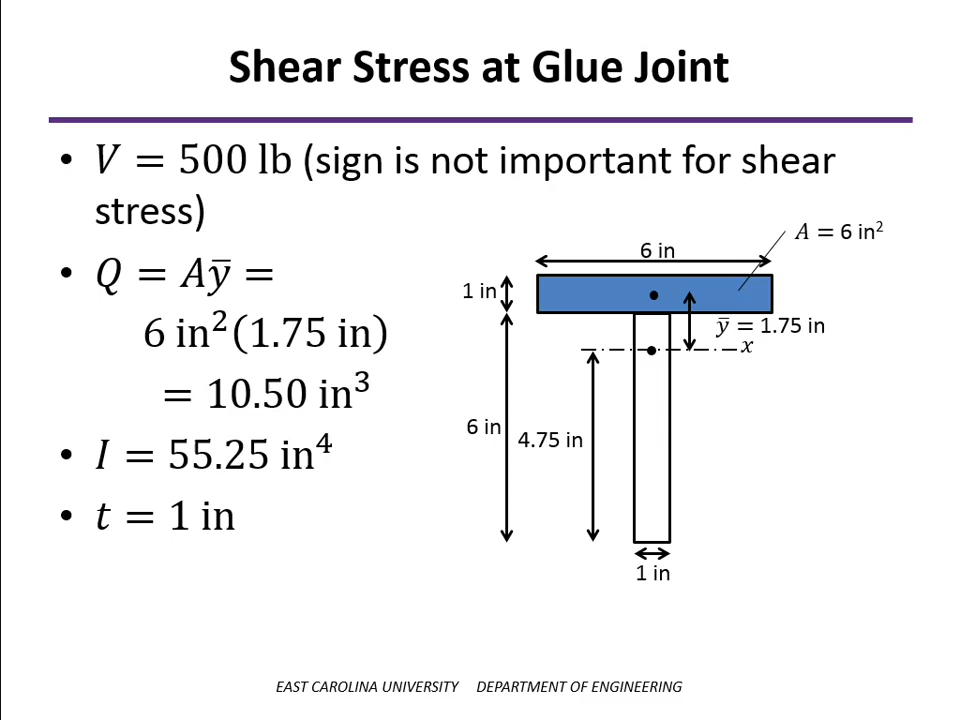 Shear Stress at Glue Joint
• V = 500 lb (sign is not important for shear
stress)
• Q = Aȳ =
6 in²(1.75 in)
= 10.50 in³
• I = 55.25 in⁴
• t = 1 in
A = 6 in²
6 in
1 in
ȳ = 1.75 in
x
6 in
4.75 in
1 in
EAST CAROLINA UNIVERSITY DEPARTMENT OF ENGINEERING